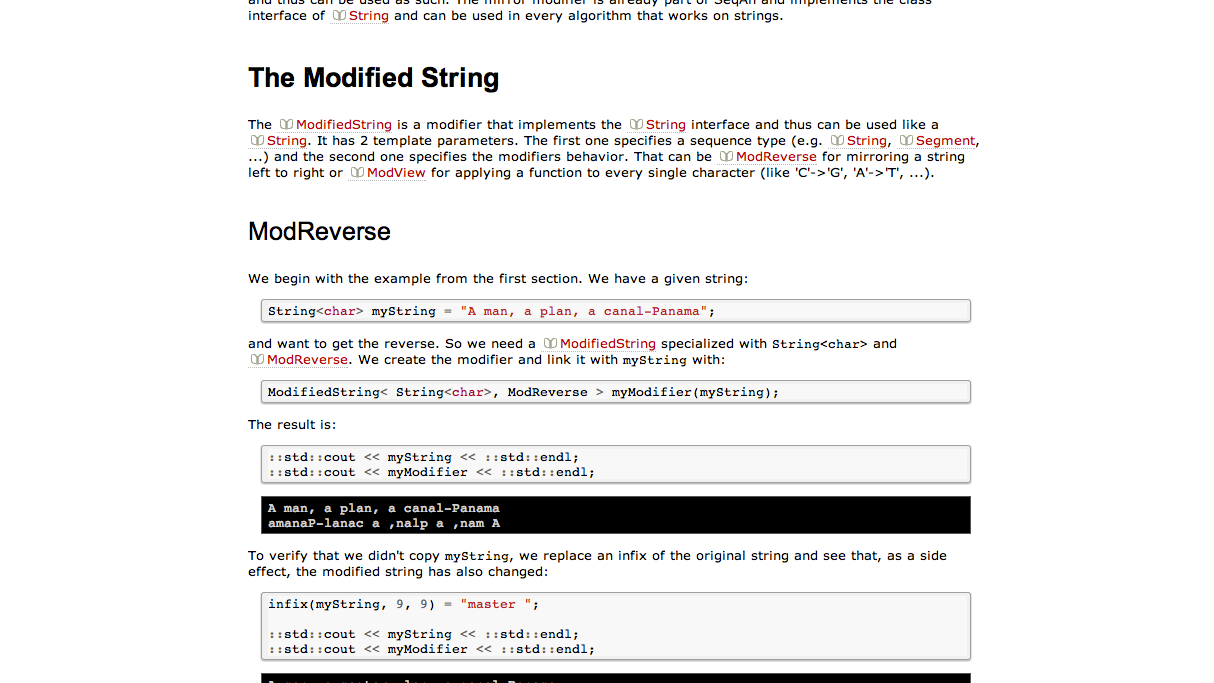 and thus can be used as such. The mirror modifier is already part of SeqAn and implements the class
interface of String and can be used in every algorithm that works on strings.
The Modified String
The ModifiedString is a modifier that implements the String interface and thus can be used like a
String. It has 2 template parameters. The first one specifies a sequence type (e.g. String, Segment,
...) and the second one specifies the modifiers behavior. That can be ModReverse for mirroring a string
left to right or ModView for applying a function to every single character (like 'C'->'G', 'A'->'T', ...).
ModReverse
We begin with the example from the first section. We have a given string:
String<char> myString = "A man, a plan, a canal-Panama";
and want to get the reverse. So we need a ModifiedString specialized with String<char> and
ModReverse. We create the modifier and link it with myString with:
ModifiedString< String<char>, ModReverse > myModifier(myString);
The result is:
::std::cout << myString << ::std::endl;
::std::cout << myModifier << ::std::endl;
A man, a plan, a canal-Panama
amanaP-lanac a ,nalp a ,nam A
To verify that we didn't copy myString, we replace an infix of the original string and see that, as a side
effect, the modified string has also changed:
infix(myString, 9, 9) = "master ";
::std::cout << myString << ::std::endl;
::std::cout << myModifier << ::std::endl;